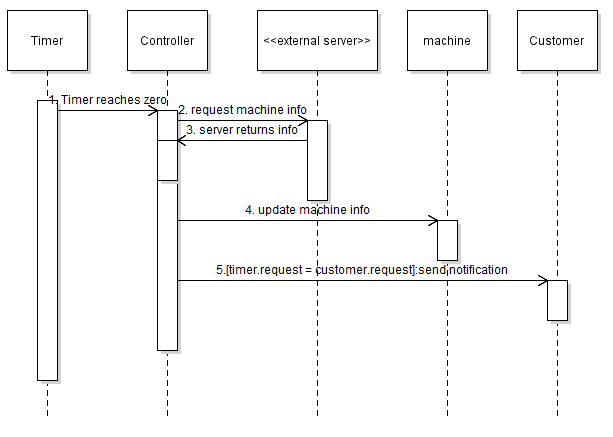 Timer
Controller
<<external server>>
machine
Customer
1. Timer reaches zero
2. request machine info
3. server returns info
4. update machine info
5.[timer.request = customer.request]:send notification